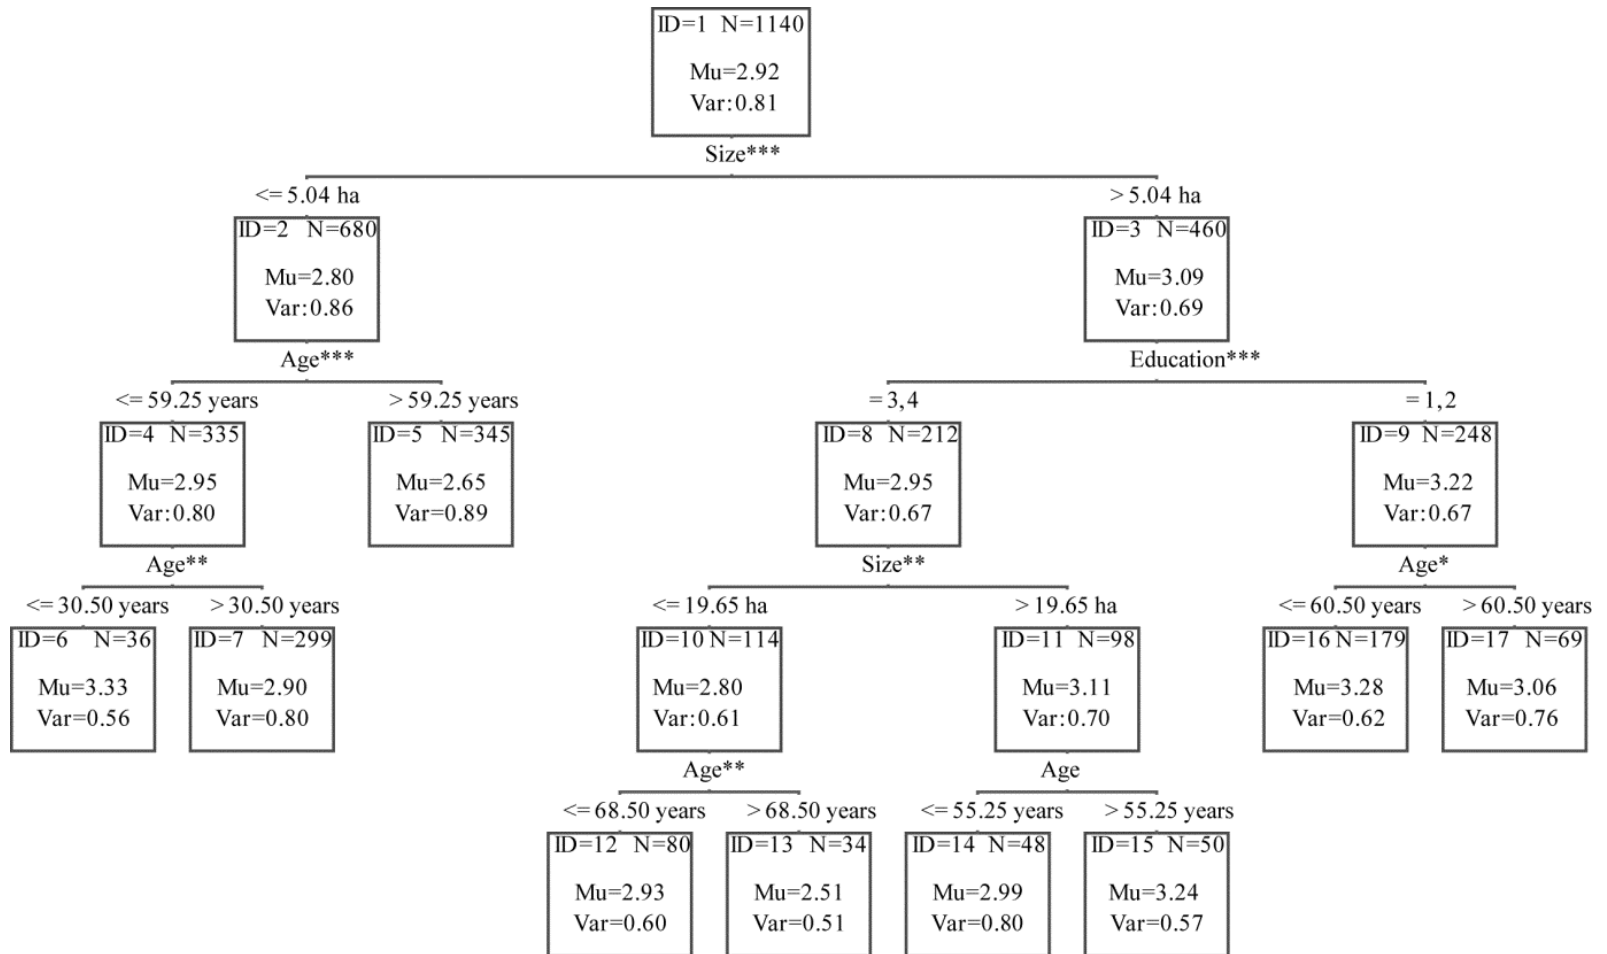 ID=1 N=1140
Mu=2.92
Var:0.81
Size***
<= 5.04 ha
> 5.04 ha
ID=2 N=680
Mu=2.80
Var:0.86
ID=3 N=460
Mu=3.09
Var:0.69
Age***
Education***
<= 59.25 years
> 59.25 years
= 3,4
= 1,2
ID=4 N=335
Mu=2.95
Var:0.80
ID=5 N=345
Mu=2.65
Var=0.89
ID=8 N=212
Mu=2.95
Var:0.67
ID=9 N=248
Mu=3.22
Var:0.67
Age**
Size**
Age*
<= 30.50 years
> 30.50 years
<= 19.65 ha
> 19.65 ha
<= 60.50 years
> 60.50 years
ID=6 N=36
Mu=3.33
Var=0.56
ID=7 N=299
Mu=2.90
Var=0.80
ID=10 N=114
Mu=2.80
Var:0.61
ID=11 N=98
Mu=3.11
Var:0.70
ID=16 N=179
Mu=3.28
Var=0.62
ID=17 N=69
Mu=3.06
Var=0.76
Age**
Age
<= 68.50 years
> 68.50 years
<= 55.25 years
> 55.25 years
ID=12 N=80
Mu=2.93
Var=0.60
ID=13 N=34
Mu=2.51
Var=0.51
ID=14 N=48
Mu=2.99
Var=0.80
ID=15 N=50
Mu=3.24
Var=0.57